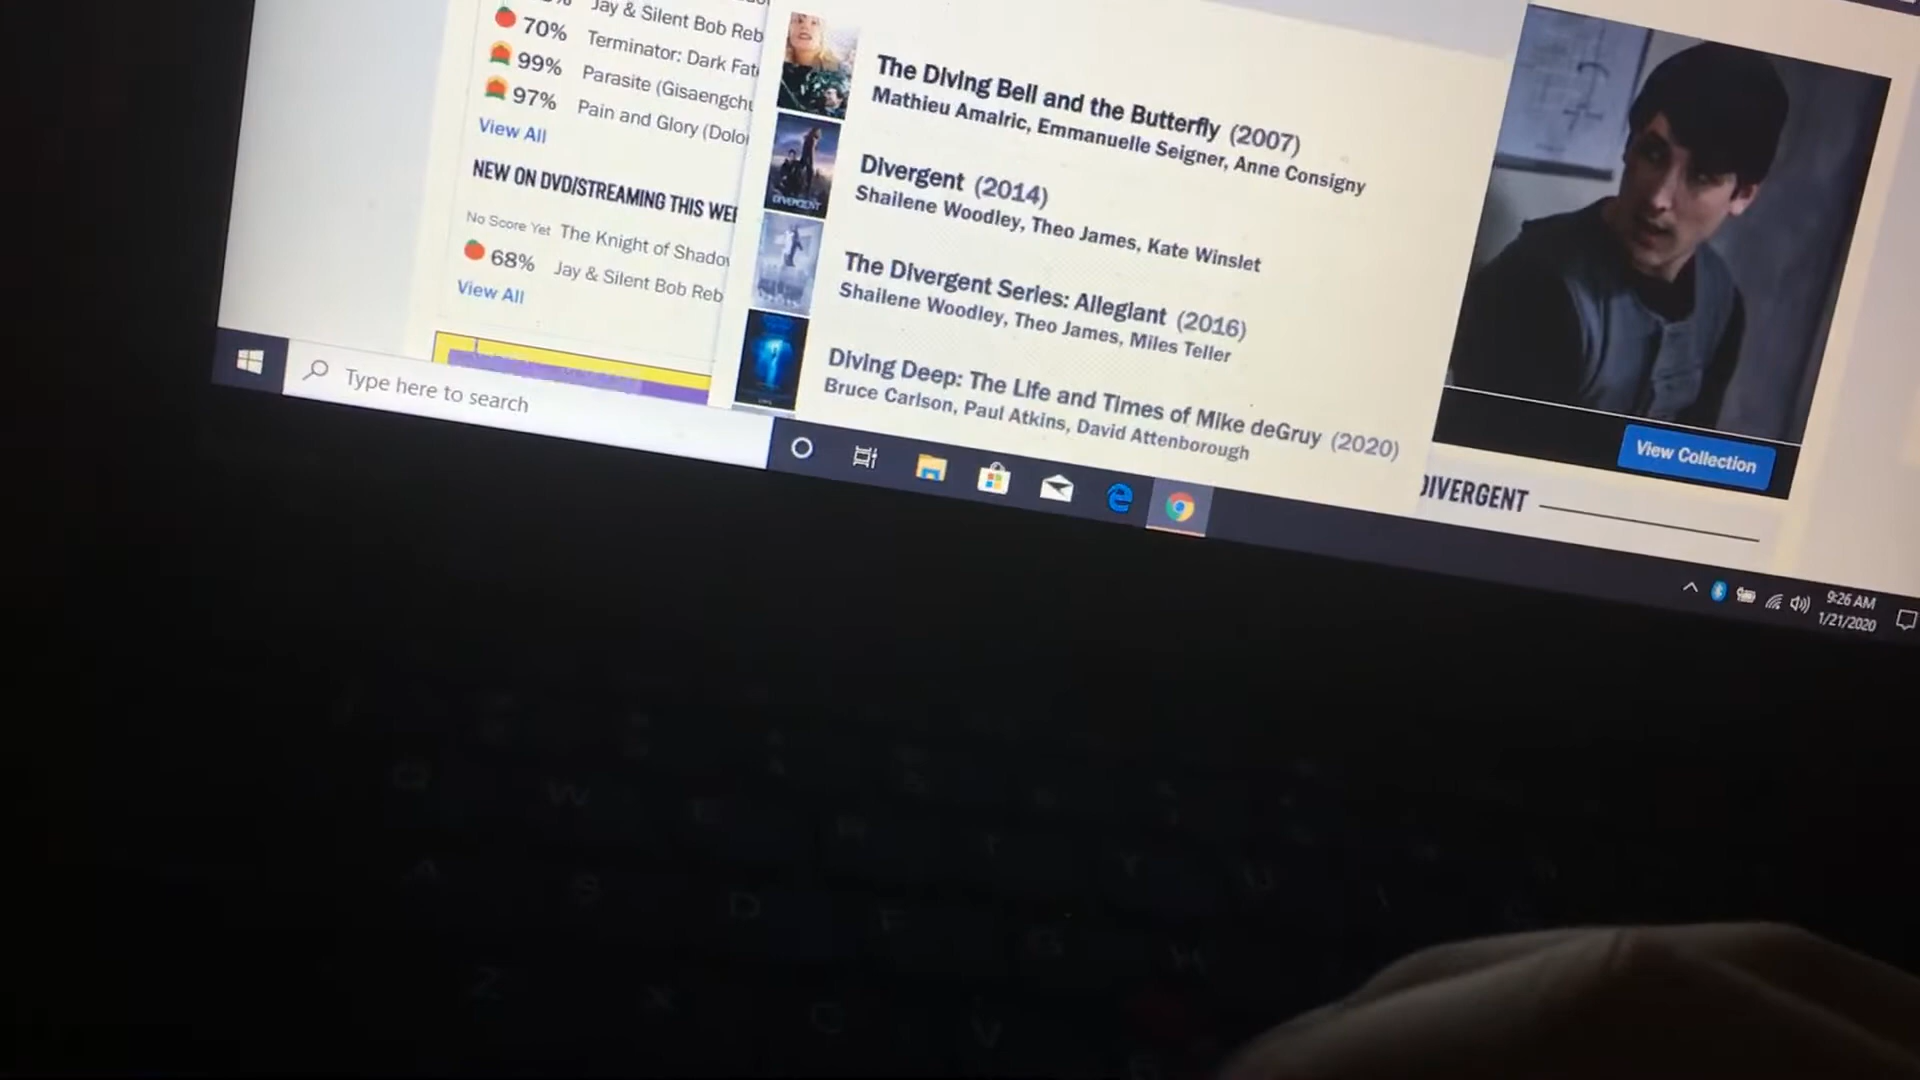 Jay & Silent Bob Reb
70% Terminator: Dark Fat
99% Parasite (Gisaengchu
97% Pain and Glory (Dolo
View All
NEW ON DVD/STREAMING THIS WEE
No Score Yet The Knight of Shado
68% Jay & Silent Bob Reb
View All
The Diving Bell and the Butterfly (2007)
Mathieu Amalric, Emmanuelle Seigner, Anne Consigny
Divergent (2014)
Shailene Woodley, Theo James, Kate Winslet
DIVERGENT
The Divergent Series: Allegiant (2016)
Shailene Woodley, Theo James, Miles Teller
Diving Deep: The Life and Times of Mike deGruy (2020)
Bruce Carlson, Paul Atkins, David Attenborough
View Collection
DIVERGENT
Type here to search
9:26 AM
1/21/2020
Q W E R T Y U I
A S D F G H
Z X C V B